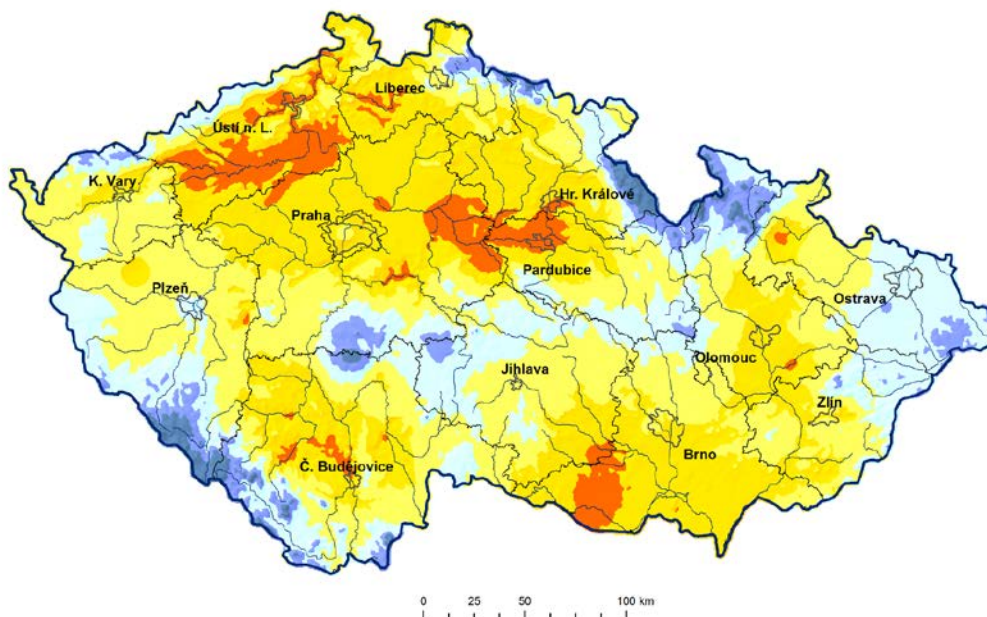 Liberec
Ústí n. L.
K. Vary
Hr. Králové
Praha
Pardubice
Plzeň
Ostrava
Olomouc
Jihlava
Zlín
Brno
Č. Budějovice
0 25 50 100 km